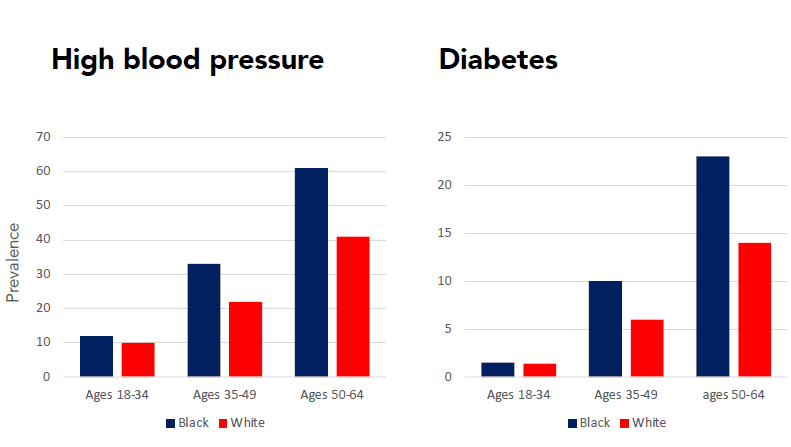 High blood pressure
Prevalence
70
60
50
40
30
20
10
0
Ages 18-34 Ages 35-49 Ages 50-64
Black White
Diabetes
25
20
15
10
5
0
Ages 18-34 Ages 35-49 ages 50-64
Black White